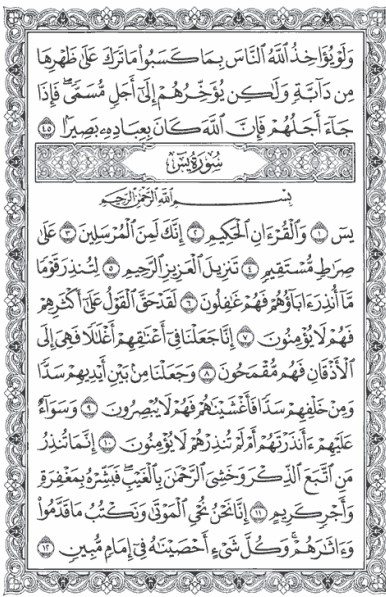 وَلَوْ يُؤَاخِذُ ٱللَّهُ ٱلنَّاسَ بِمَا كَسَبُوا۟ مَا تَرَكَ عَلَىٰ ظَهْرِهَا
مِن دَآبَّةٍ وَلَٰكِن يُؤَخِّرُهُمْ إِلَىٰٓ أَجَلٍ مُّسَمًّى ۖ فَإِذَا
جَآءَ أَجَلُهُمْ فَإِنَّ ٱللَّهَ كَانَ بِعِبَادِهِۦ بَصِيرًۢا ٤٥
سُورَةُ يسٓ
بِسْمِ ٱللَّهِ ٱلرَّحْمَٰنِ ٱلرَّحِيمِ
يسٓ ١ وَٱلْقُرْءَانِ ٱلْحَكِيمِ ٢ إِنَّكَ لَمِنَ ٱلْمُرْسَلِينَ ٣ عَلَىٰ
صِرَٰطٍ مُّسْتَقِيمٍ ٤ تَنزِيلَ ٱلْعَزِيزِ ٱلرَّحِيمِ ٥ لِتُنذِرَ قَوْمًا
مَّآ أُنذِرَ ءَابَآؤُهُمْ فَهُمْ غَٰفِلُونَ ٦ لَقَدْ حَقَّ ٱلْقَوْلُ عَلَىٰٓ أَكْثَرِهِمْ
فَهُمْ لَا يُؤْمِنُونَ ٧ إِنَّا جَعَلْنَا فِىٓ أَعْنَٰقِهِمْ أَغْلَٰلًا فَهِىَ إِلَى
ٱلْأَذْقَانِ فَهُم مُّقْمَحُونَ ٨ وَجَعَلْنَا مِنۢ بَيْنِ أَيْدِيهِمْ سَدًّا
وَمِنْ خَلْفِهِمْ سَدًّا فَأَغْشَيْنَٰهُمْ فَهُمْ لَا يُبْصِرُونَ ٩ وَسَوَآءٌ
عَلَيْهِمْ ءَأَنذَرْتَهُمْ أَمْ لَمْ تُنذِرْهُمْ لَا يُؤْمِنُونَ ١٠ إِنَّمَا تُنذِرُ
مَنِ ٱتَّبَعَ ٱلذِّكْرَ وَخَشِىَ ٱلرَّحْمَٰنَ بِٱلْغَيْبِ ۖ فَبَشِّرْهُ بِمَغْفِرَةٍ
وَأَجْرٍ كَرِيمٍ ١١ إِنَّا نَحْنُ نُحْىِ ٱلْمَوْتَىٰ وَنَكْتُبُ مَا قَدَّمُوا۟
وَءَاثَٰرَهُمْ ۚ وَكُلَّ شَىْءٍ أَحْصَيْنَٰهُ فِىٓ إِمَامٍ مُّبِينٍ ١٢